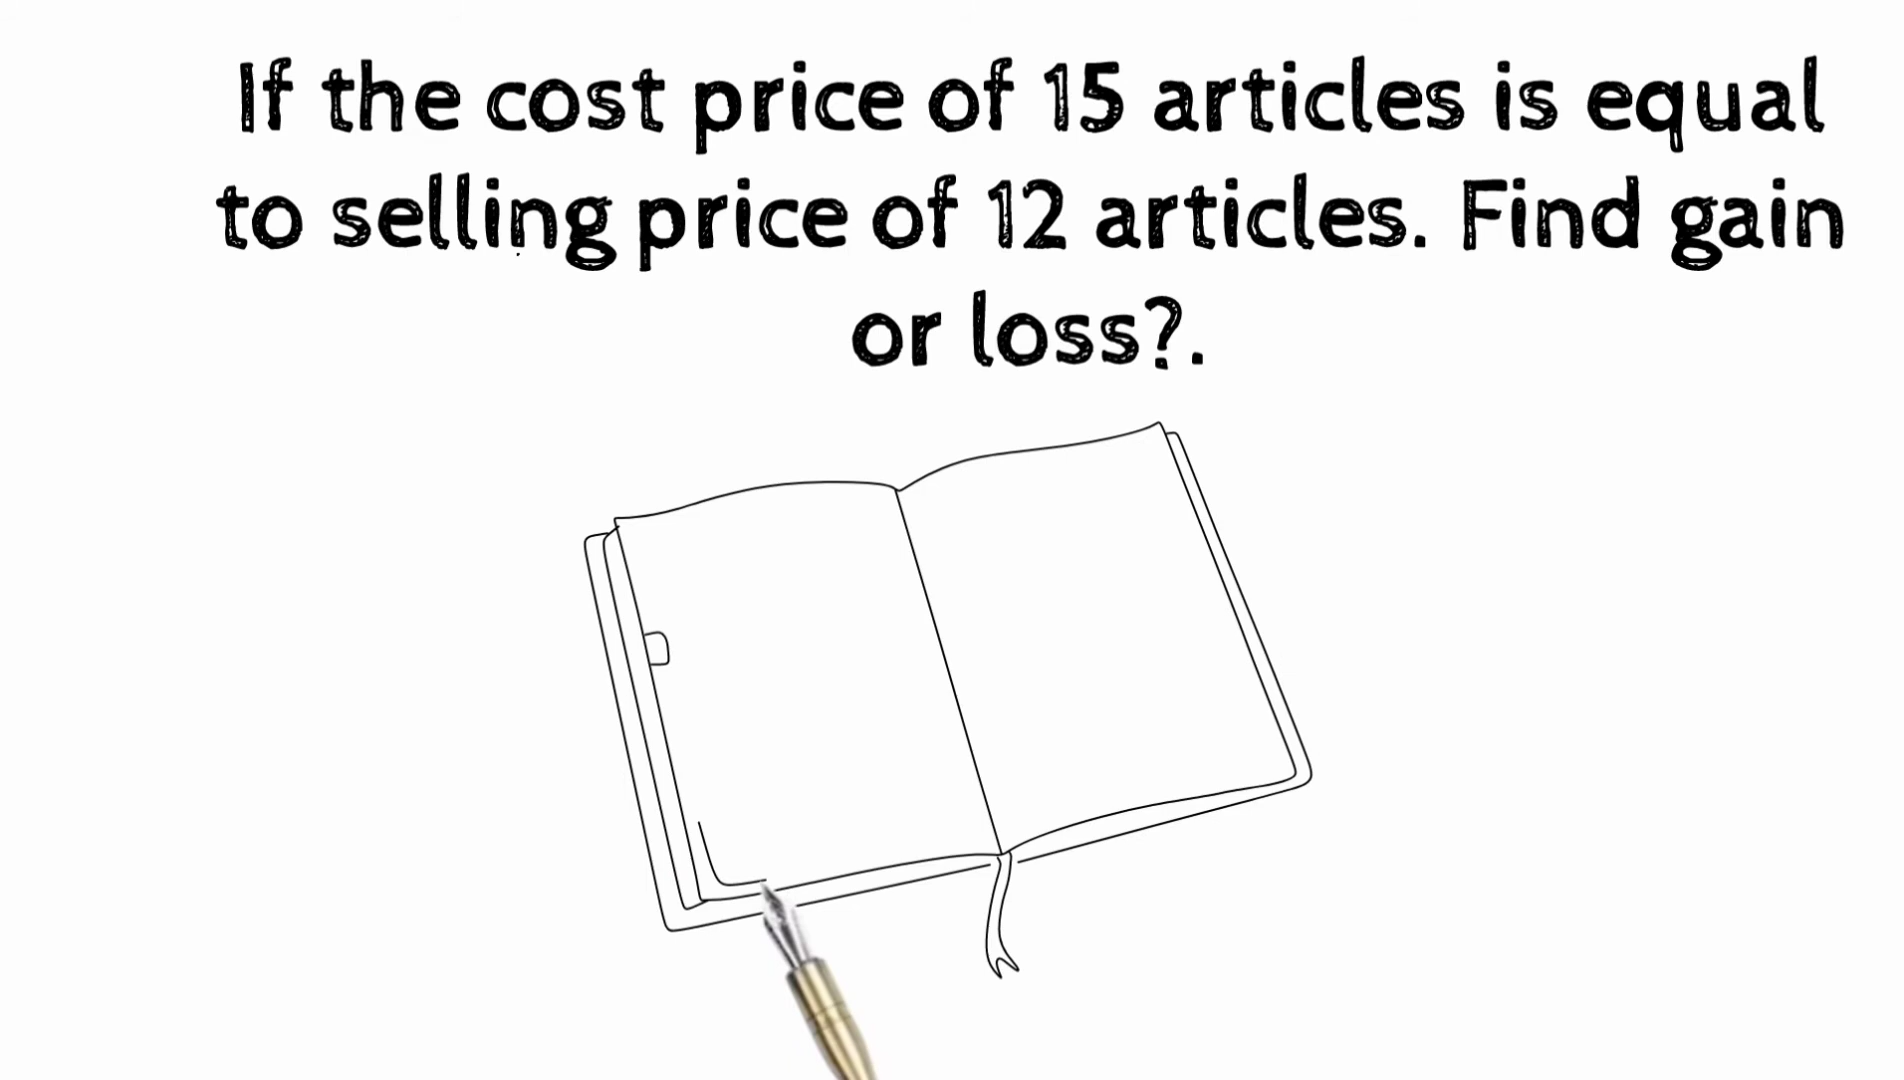 If the cost price of 15 articles is equal
to selling price of 12 articles. Find gain
or loss?.